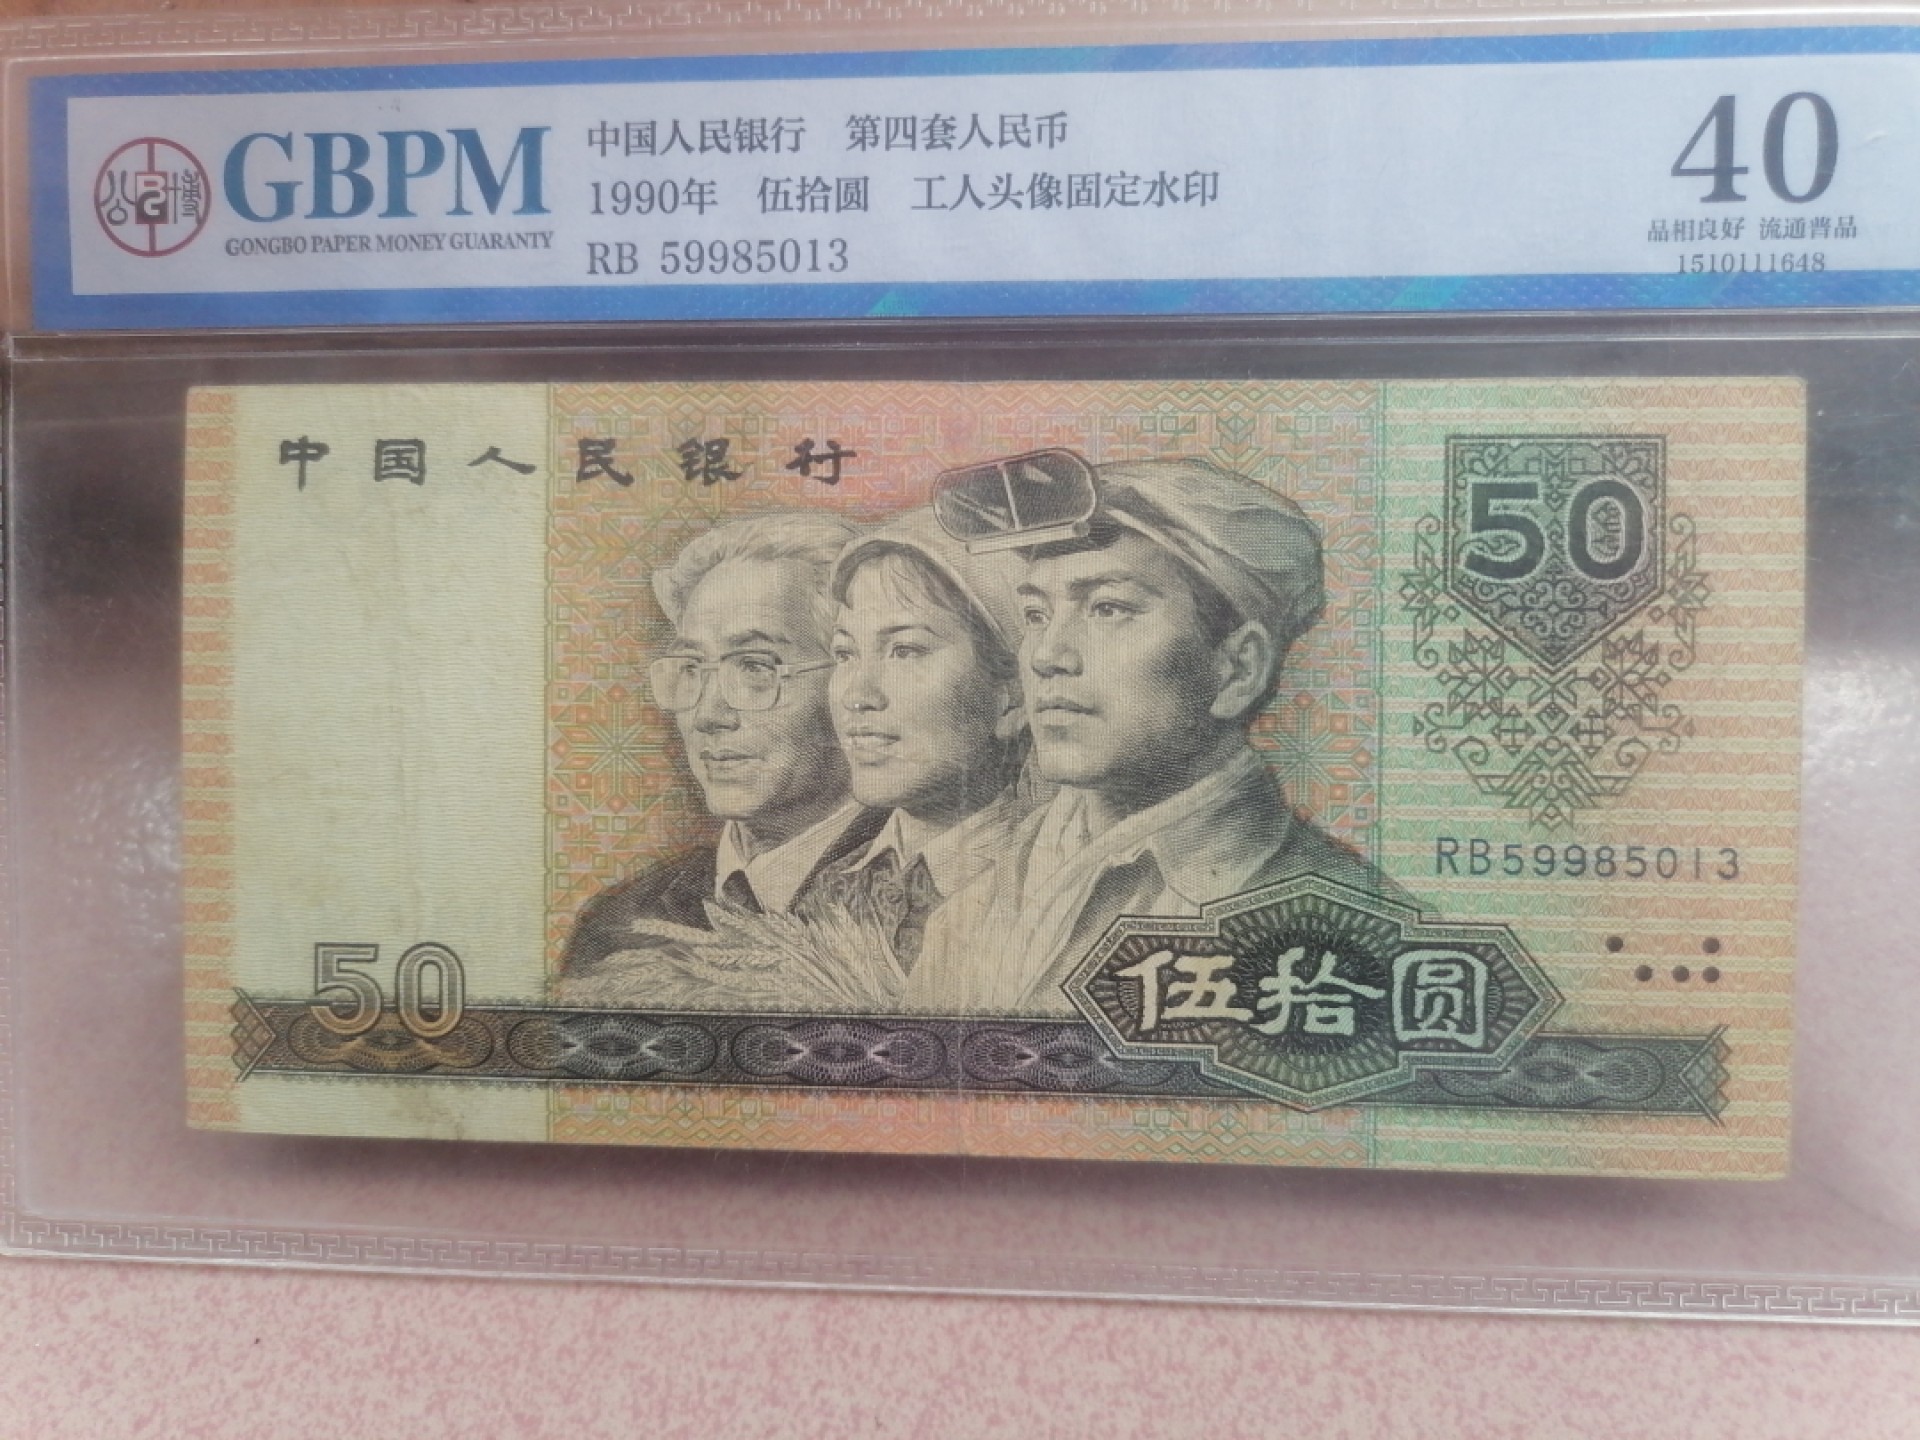 GBPM
GONGBO PAPER MONEY GUARANTY
中国人民银行 第四套人民币
1990年 伍拾圆 工人头像固定水印
RB 59985013
40
品相良好 流通普品
1510111648
中国人民银行
50
RB59985013
50
伍拾圆